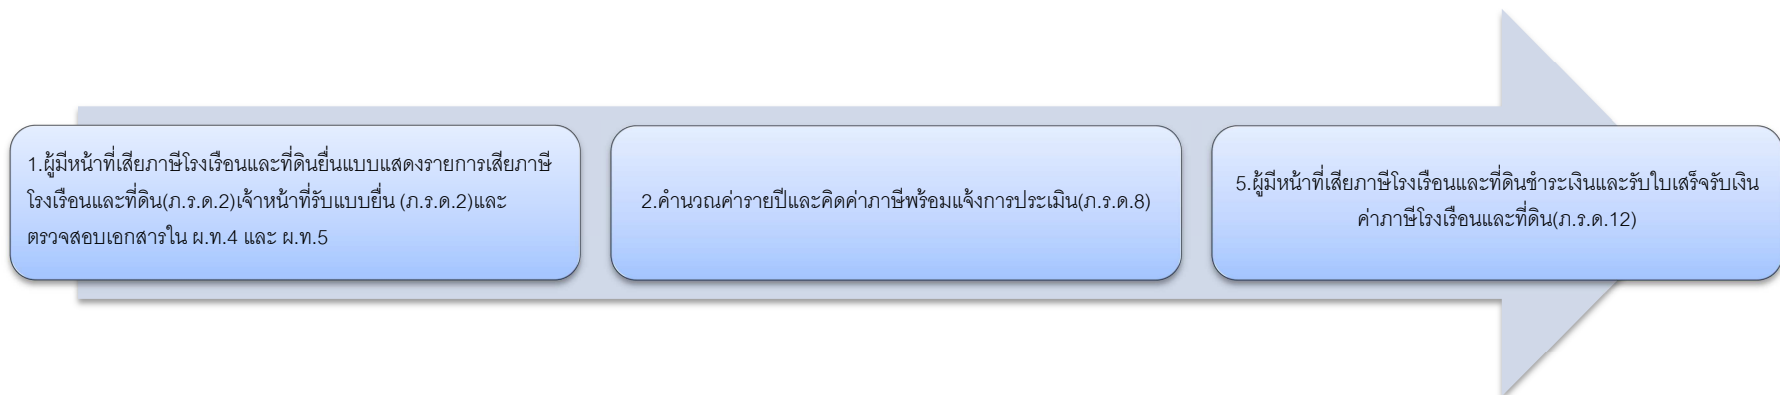 1.ผู้มีหน้าที่เสียภาษีโรงเรือนและที่ดินยื่นแบบแสดงรายการเสียภาษี
โรงเรือนและที่ดิน(ภ.ร.ด.2)เจ้าหน้าที่รับแบบยื่น (ภ.ร.ด.2)และ
ตรวจสอบเอกสารใน ผ.ท.4 และ ผ.ท.5
2.คำนวณค่ารายปีและคิดค่าภาษีพร้อมแจ้งการประเมิน(ภ.ร.ด.8)
5.ผู้มีหน้าที่เสียภาษีโรงเรือนและที่ดินชำระเงินและรับใบเสร็จรับเงิน
ค่าภาษีโรงเรือนและที่ดิน(ภ.ร.ด.12)